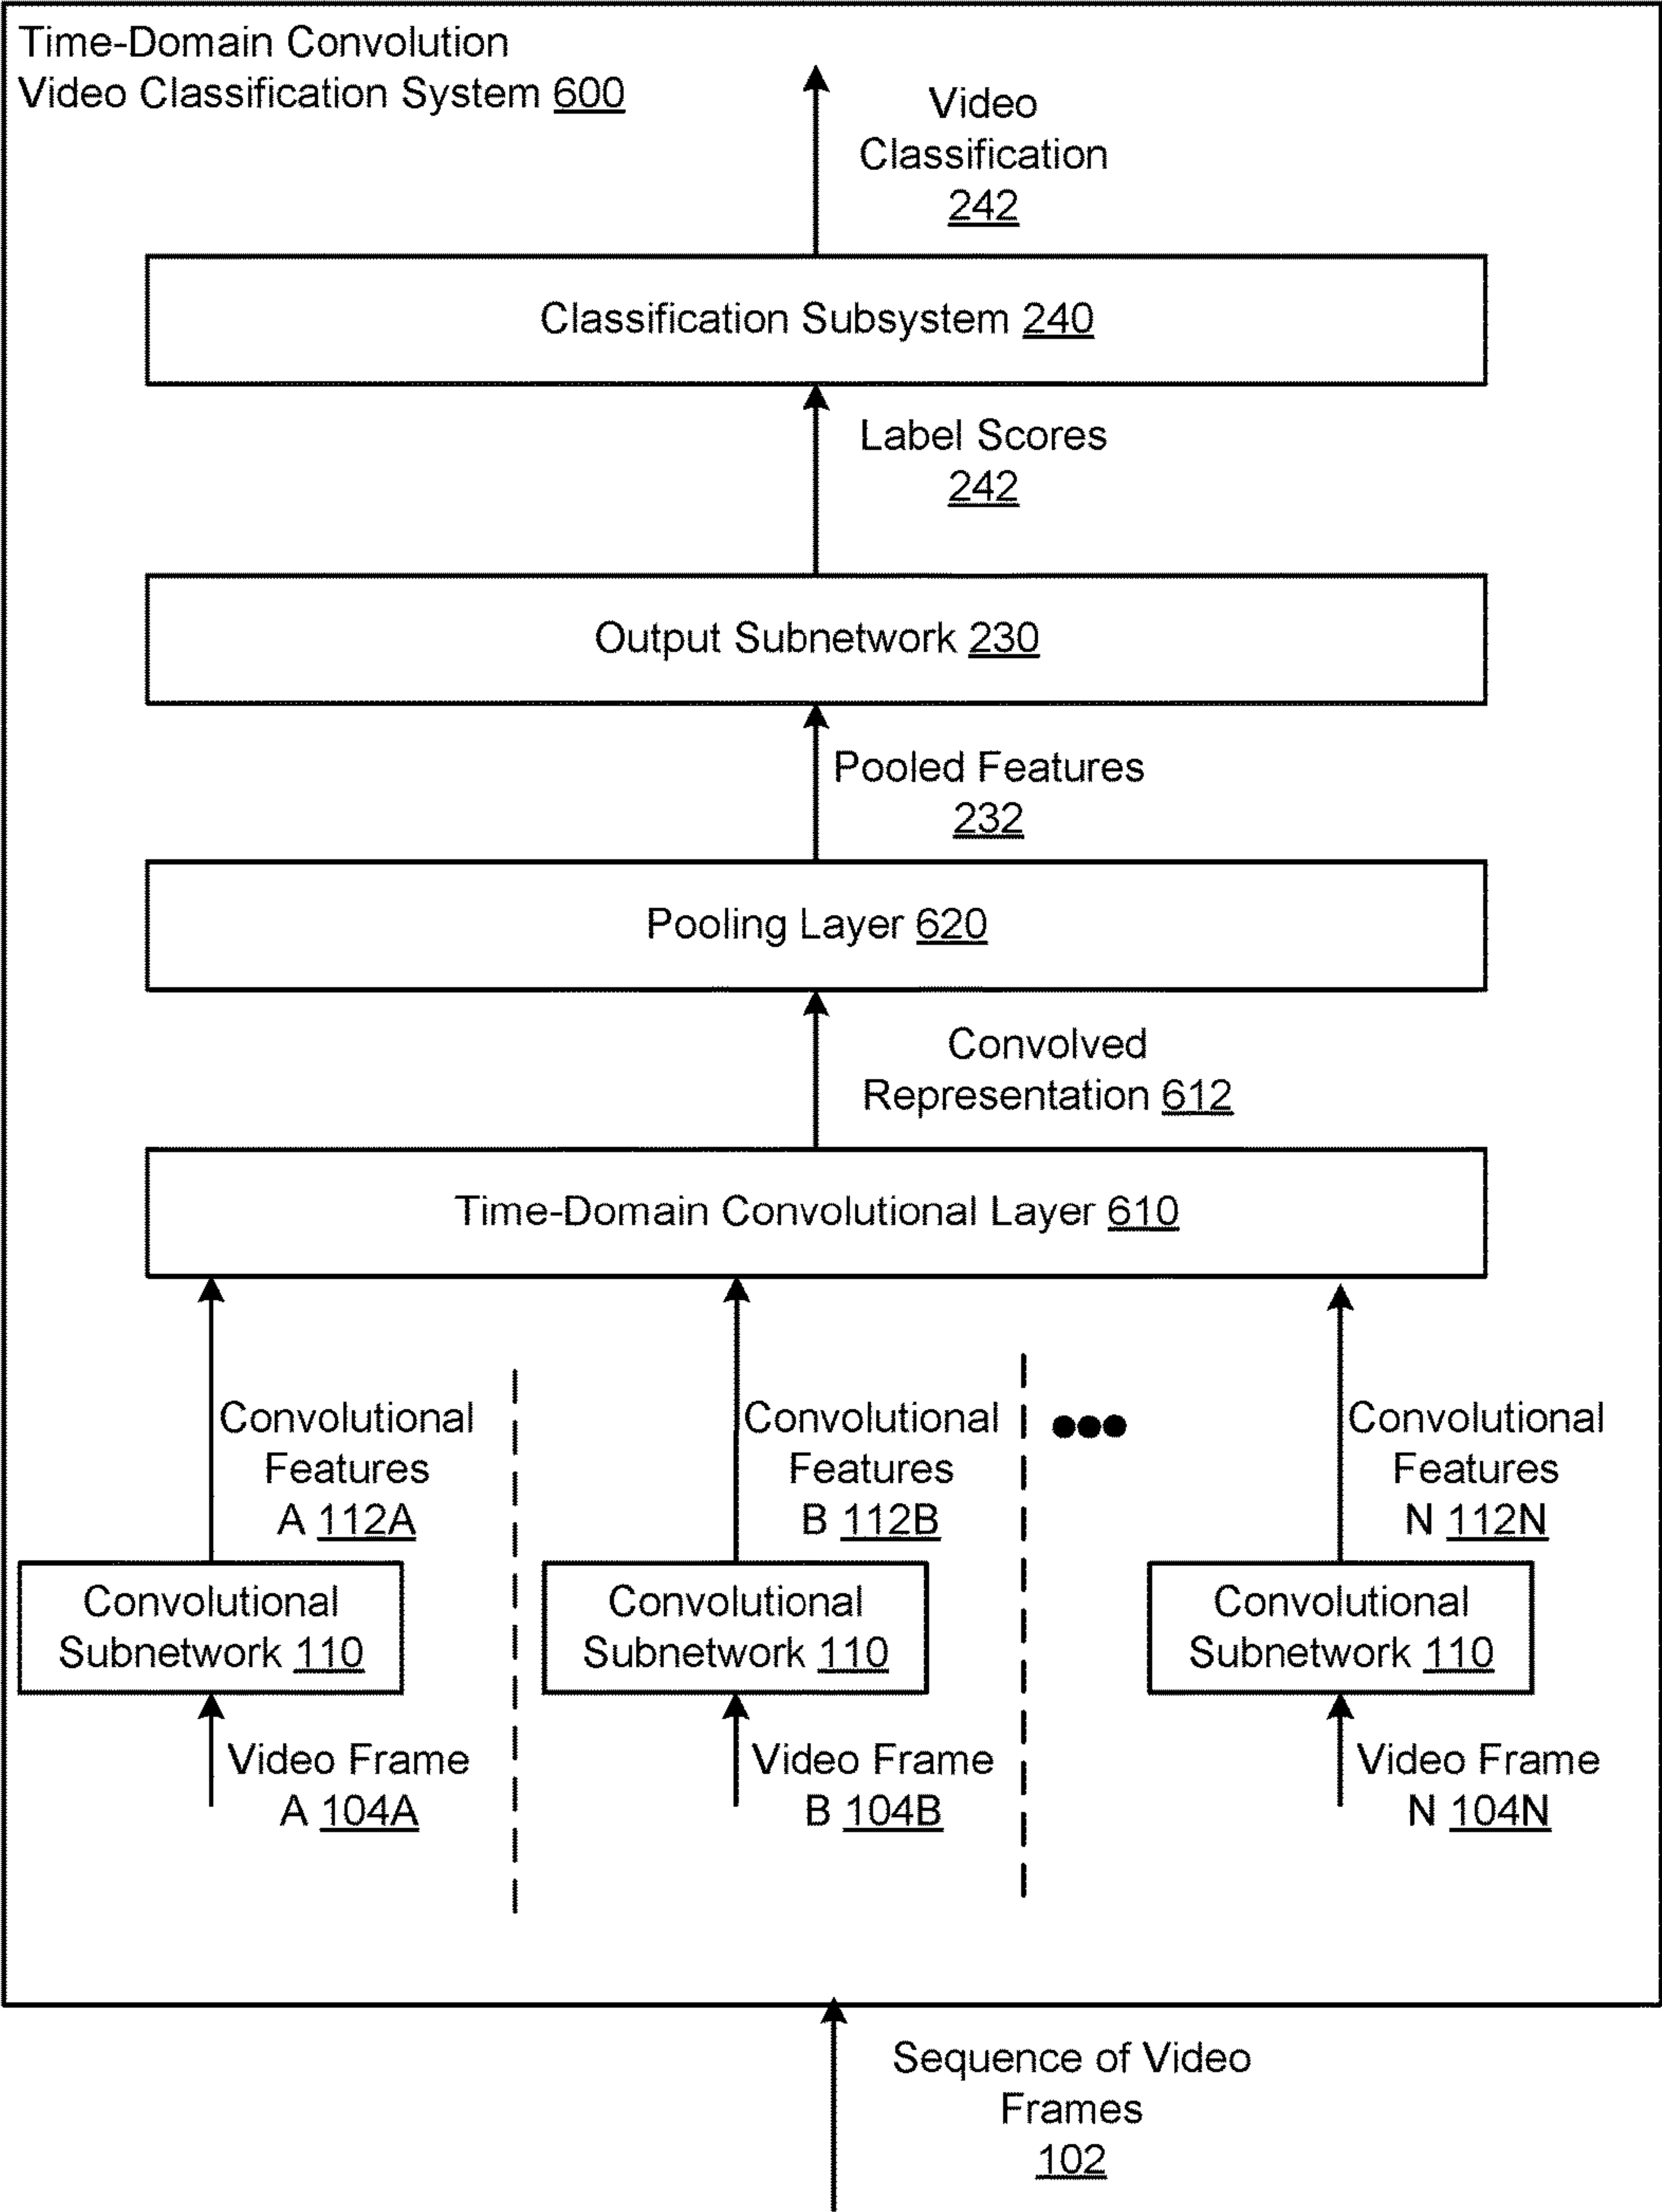 Time-Domain Convolution
Video Classification System 600
Video
Classification
242
Classification Subsystem 240
Label Scores
242
Output Subnetwork 230
Pooled Features
232
Pooling Layer 620
Convolved
Representation 612
Time-Domain Convolutional Layer 610
Convolutional
Features
A 112A
Convolutional
Features
B 112B
Convolutional
Features
N 112N
Convolutional
Subnetwork 110
Convolutional
Subnetwork 110
Convolutional
Subnetwork 110
Video Frame
A 104A
Video Frame
B 104B
Video Frame
N 104N
Sequence of Video
Frames
102